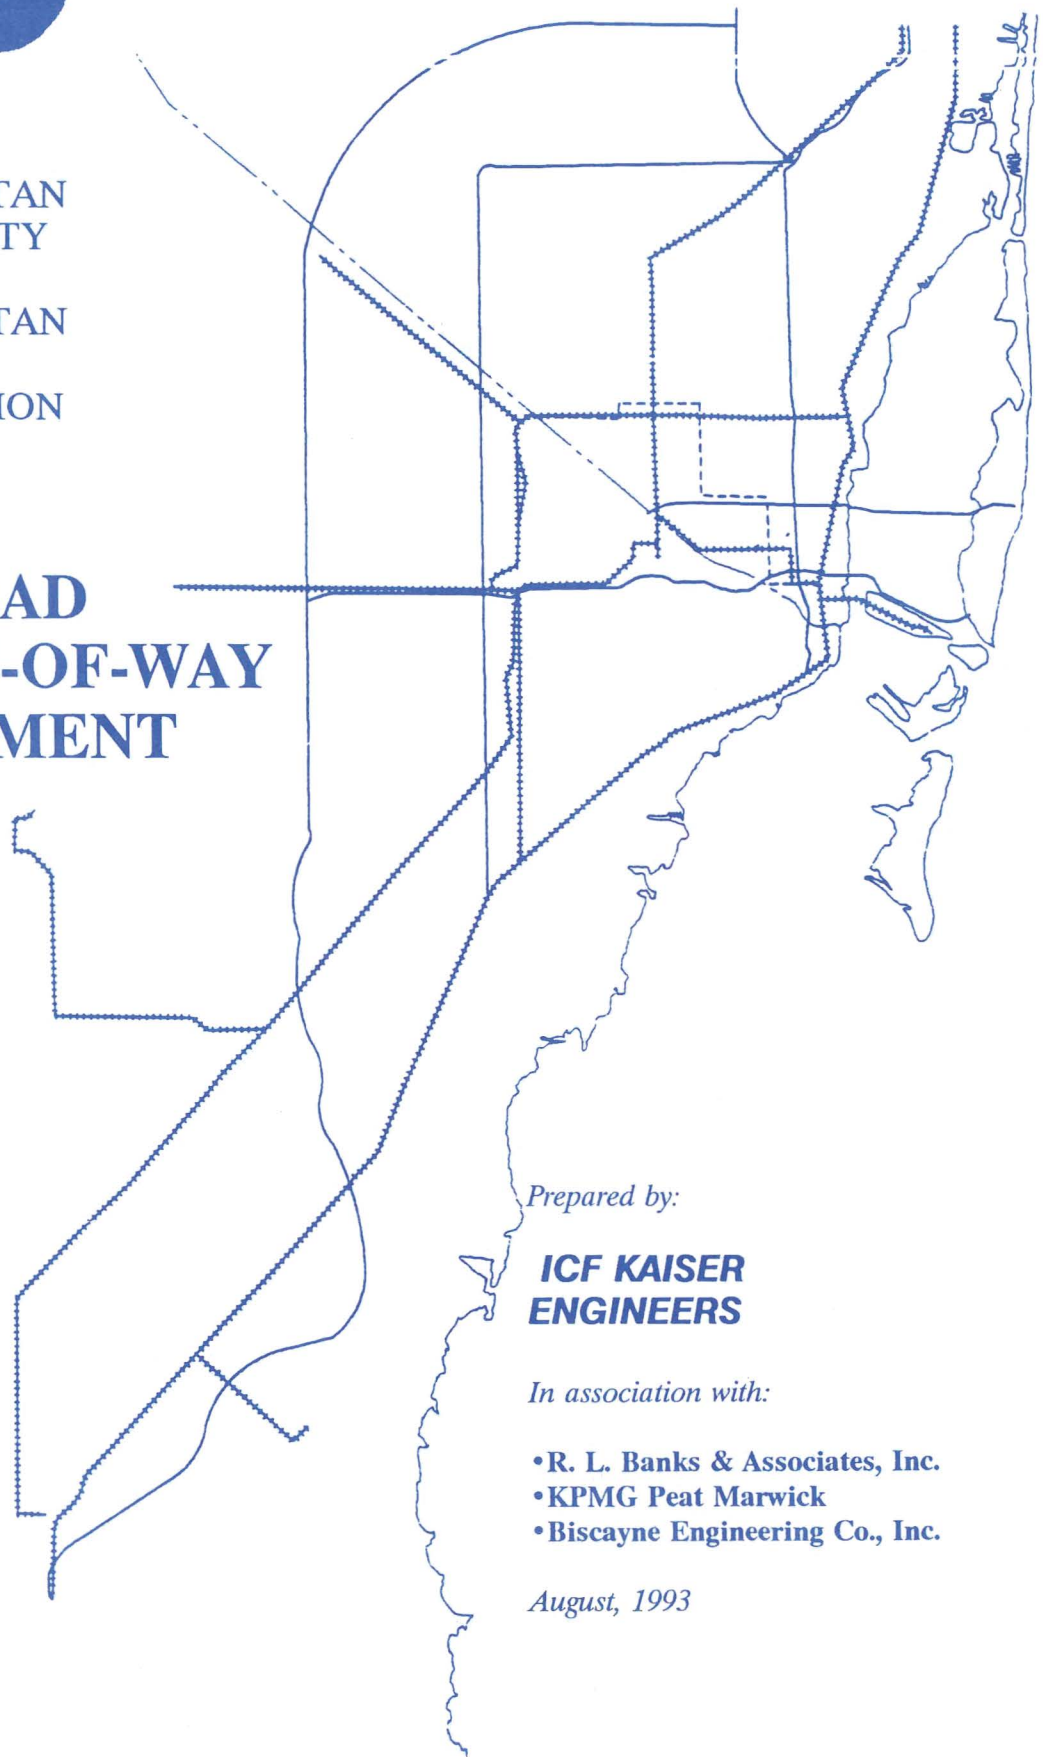 TAN
TY
TAN
ION
AD
-OF-WAY
MENT
Prepared by:
ICF KAISER
ENGINEERS
In association with:
•R. L. Banks & Associates, Inc.
•KPMG Peat Marwick
•Biscayne Engineering Co., Inc.
August, 1993